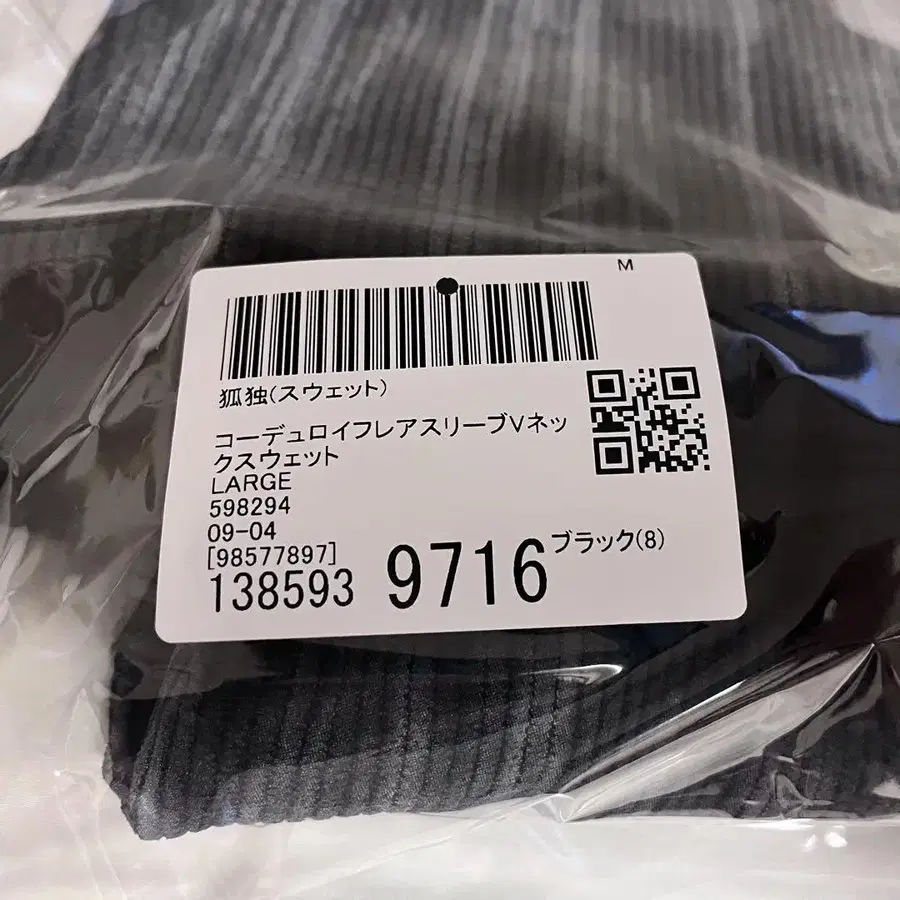 M
狐独(スウェット)
コーデュロイフレアスリーブVネッ
クスウェット
LARGE
598294
09-04
[98577897]
138593 9716 ブラック(8)